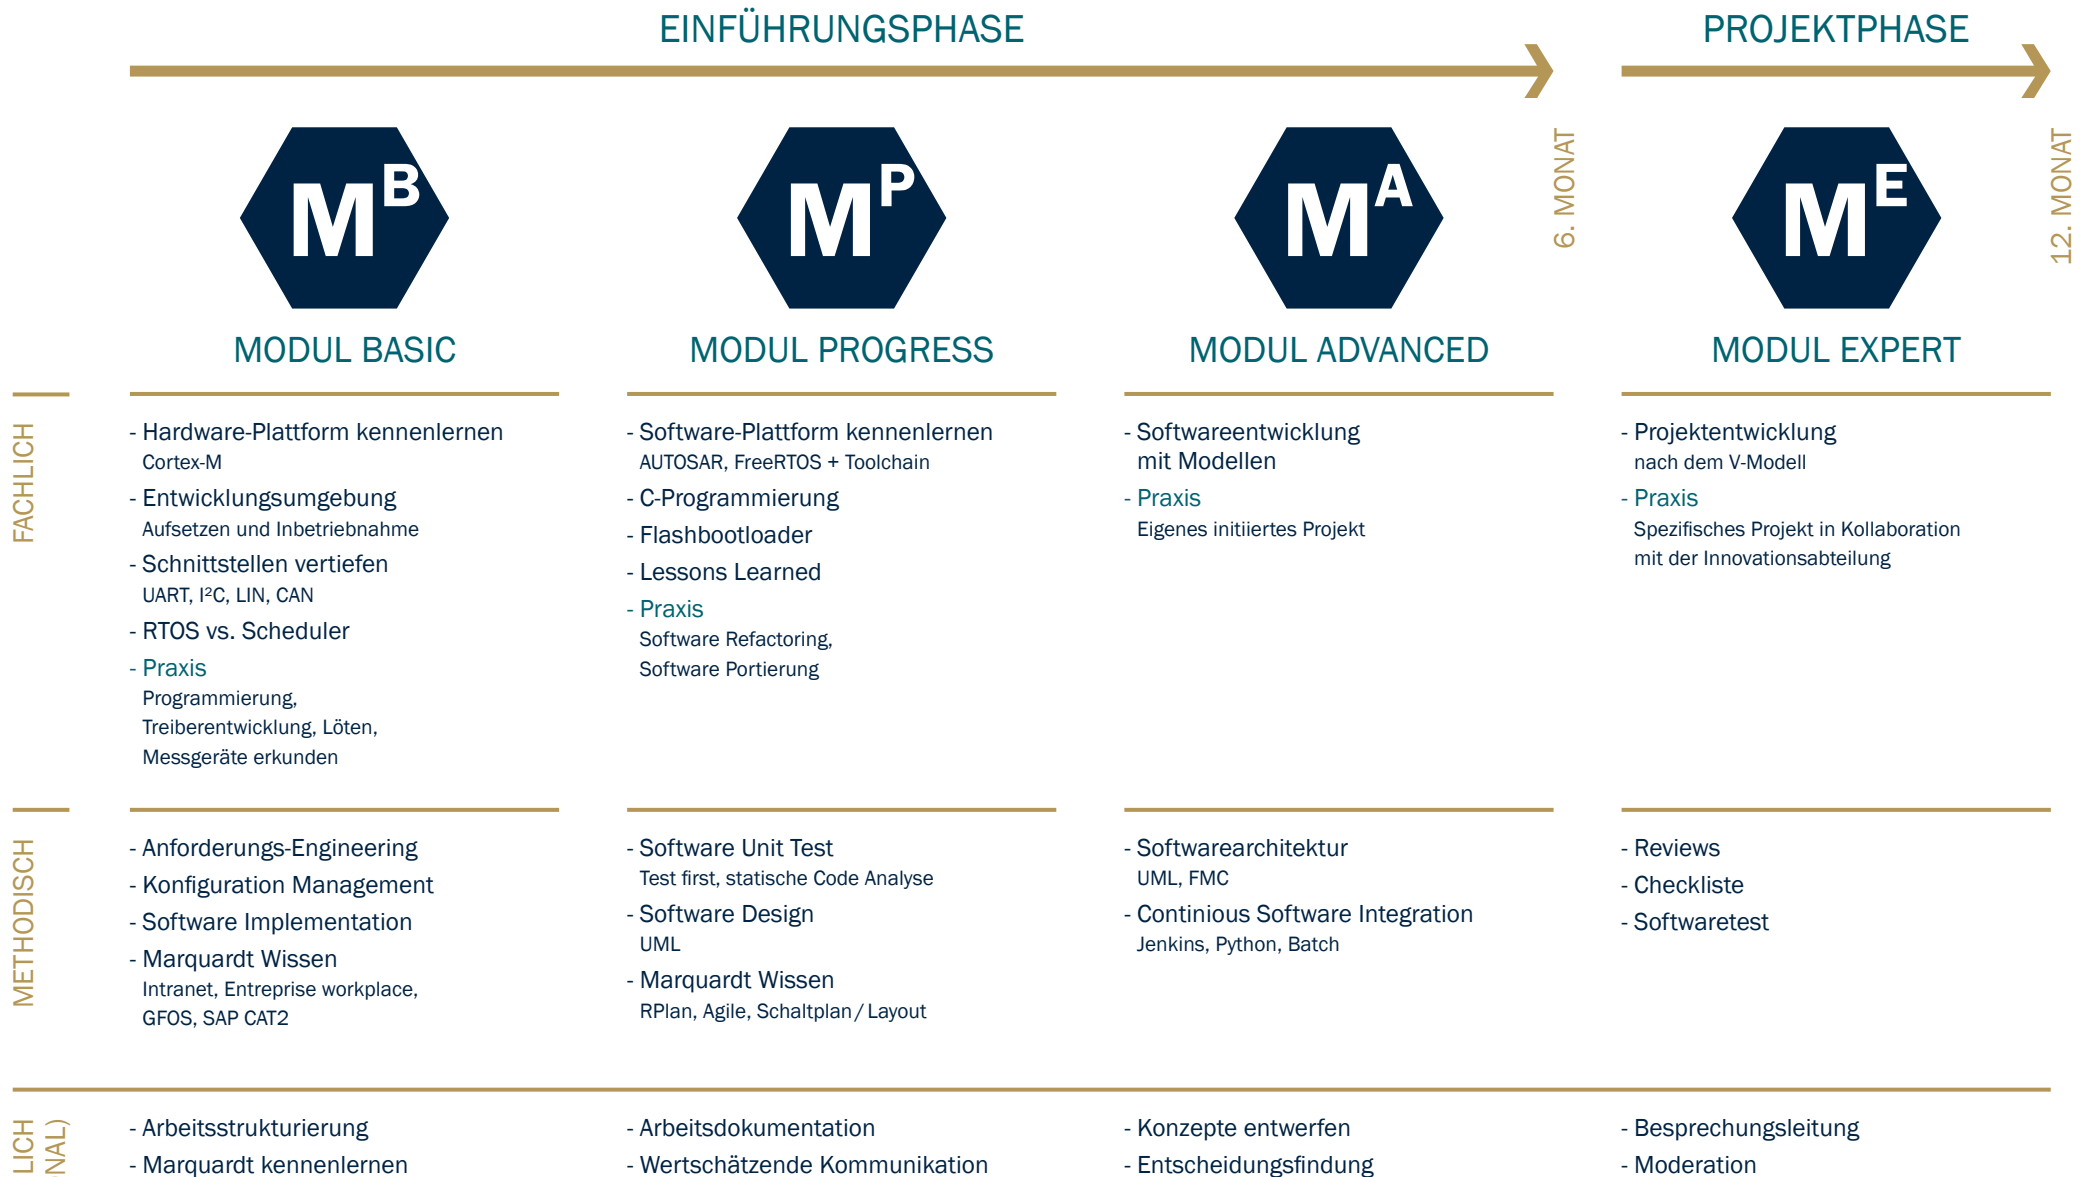 EINFÜHRUNGSPHASE
PROJEKTPHASE
6. MONAT
12. MONAT
MB
MODUL BASIC
MP
MODUL PROGRESS
MA
MODUL ADVANCED
ME
MODUL EXPERT
FACHLICH
- Hardware-Plattform kennenlernen
Cortex-M
- Entwicklungsumgebung
Aufsetzen und Inbetriebnahme
- Schnittstellen vertiefen
UART, I²C, LIN, CAN
- RTOS vs. Scheduler
- Praxis
Programmierung,
Treiberentwicklung, Löten,
Messgeräte erkunden
- Software-Plattform kennenlernen
AUTOSAR, FreeRTOS + Toolchain
- C-Programmierung
- Flashbootloader
- Lessons Learned
- Praxis
Software Refactoring,
Software Portierung
- Softwareentwicklung
mit Modellen
- Praxis
Eigenes initiiertes Projekt
- Projektentwicklung
nach dem V-Modell
- Praxis
Spezifisches Projekt in Kollaboration
mit der Innovationsabteilung
METHODISCH
- Anforderungs-Engineering
- Konfiguration Management
- Software Implementation
- Marquardt Wissen
Intranet, Entreprise workplace,
GFOS, SAP CAT2
- Software Unit Test
Test first, statische Code Analyse
- Software Design
UML
- Marquardt Wissen
RPlan, Agile, Schaltplan / Layout
- Softwarearchitektur
UML, FMC
- Continious Software Integration
Jenkins, Python, Batch
- Reviews
- Checkliste
- Softwaretest
LICH
NAL)
- Arbeitsstrukturierung
- Marquardt kennenlernen
- Arbeitsdokumentation
- Wertschätzende Kommunikation
- Konzepte entwerfen
- Entscheidungsfindung
- Besprechungsleitung
- Moderation